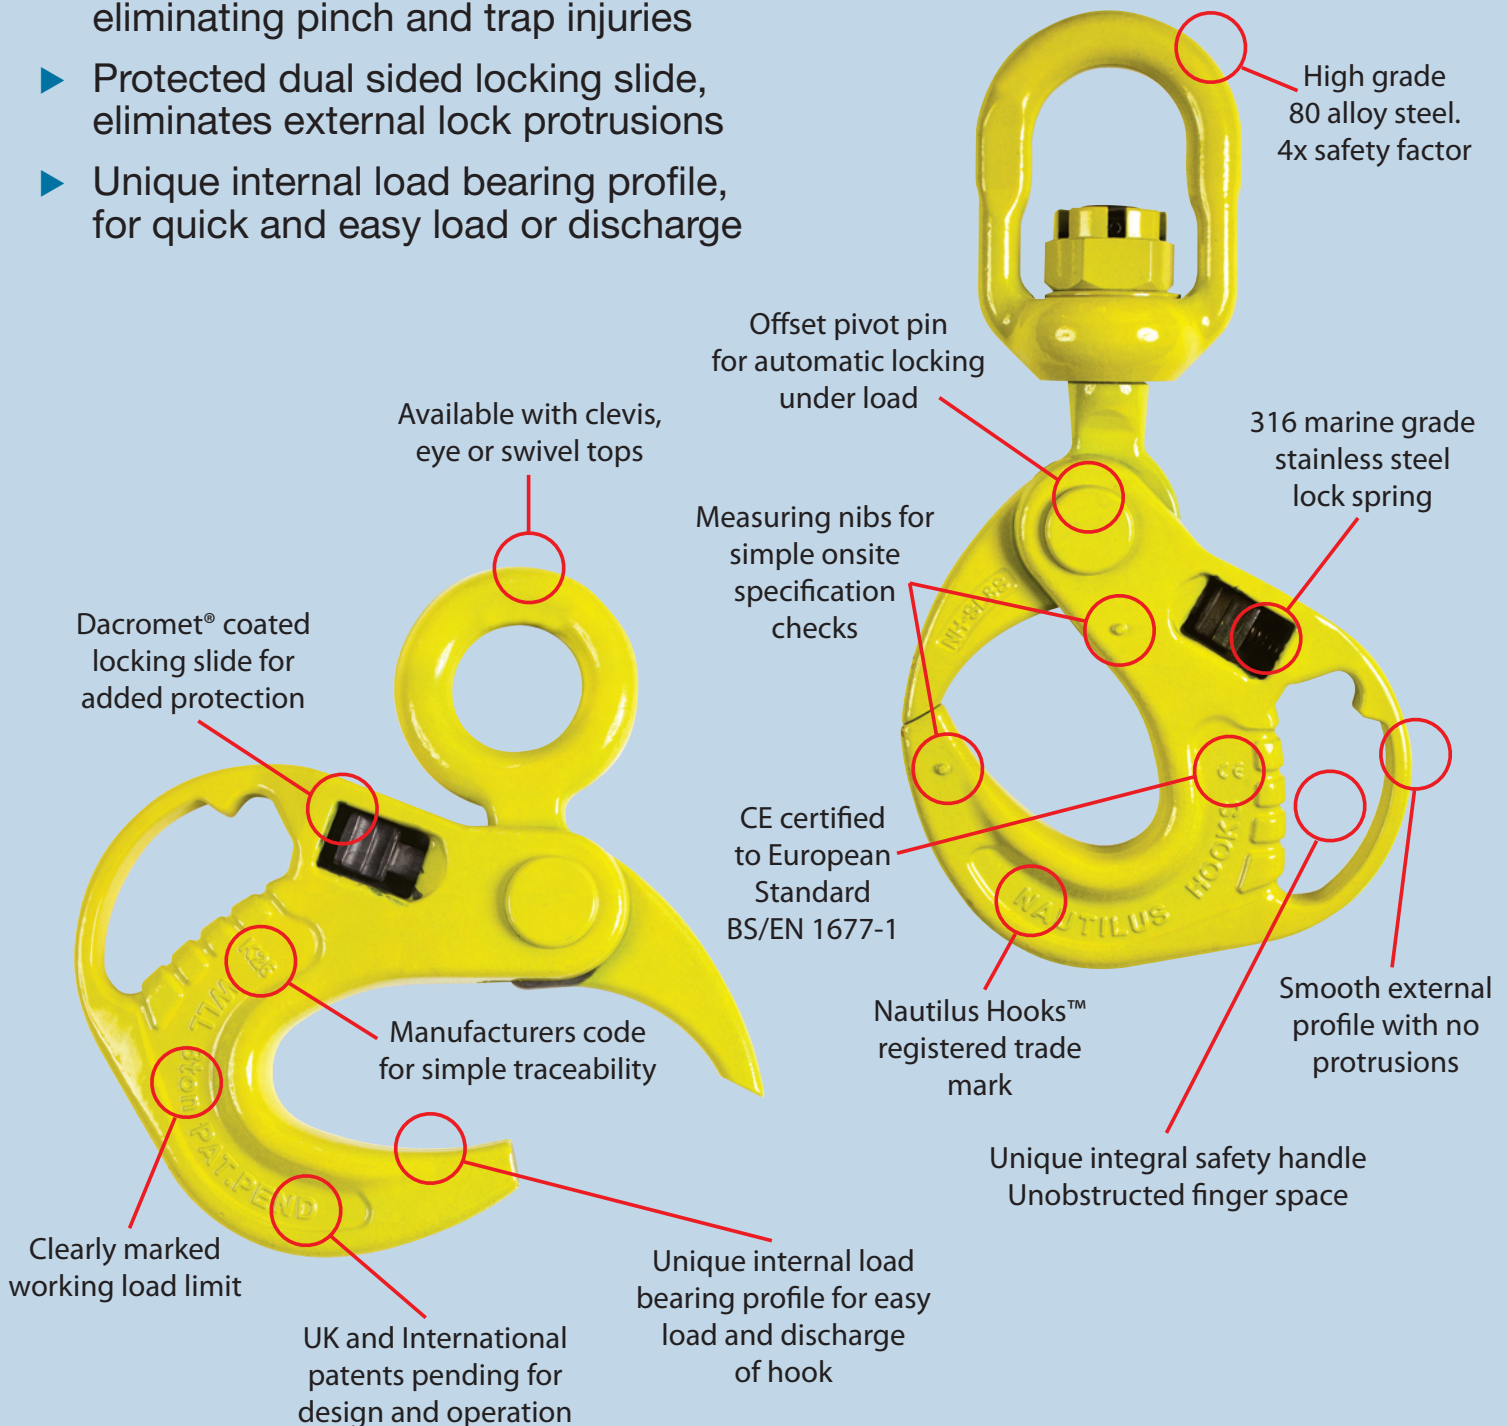 eliminating pinch and trap injuries
Protected dual sided locking slide,
eliminates external lock protrusions
Unique internal load bearing profile,
for quick and easy load or discharge
High grade
80 alloy steel.
4x safety factor
Offset pivot pin
for automatic locking
under load
Available with clevis,
eye or swivel tops
316 marine grade
stainless steel
lock spring
Measuring nibs for
simple onsite
specification
checks
Dacromet® coated
locking slide for
added protection
CE certified
to European
Standard
BS/EN 1677-1
Nautilus Hooks™
registered trade
mark
Smooth external
profile with no
protrusions
Manufacturers code
for simple traceability
Unique integral safety handle
Unobstructed finger space
Clearly marked
working load limit
Unique internal load
bearing profile for easy
load and discharge
of hook
UK and International
patents pending for
design and operation
CE
NAUTILUS HOOKS
K26
WLL
8ton
PAT.PEND